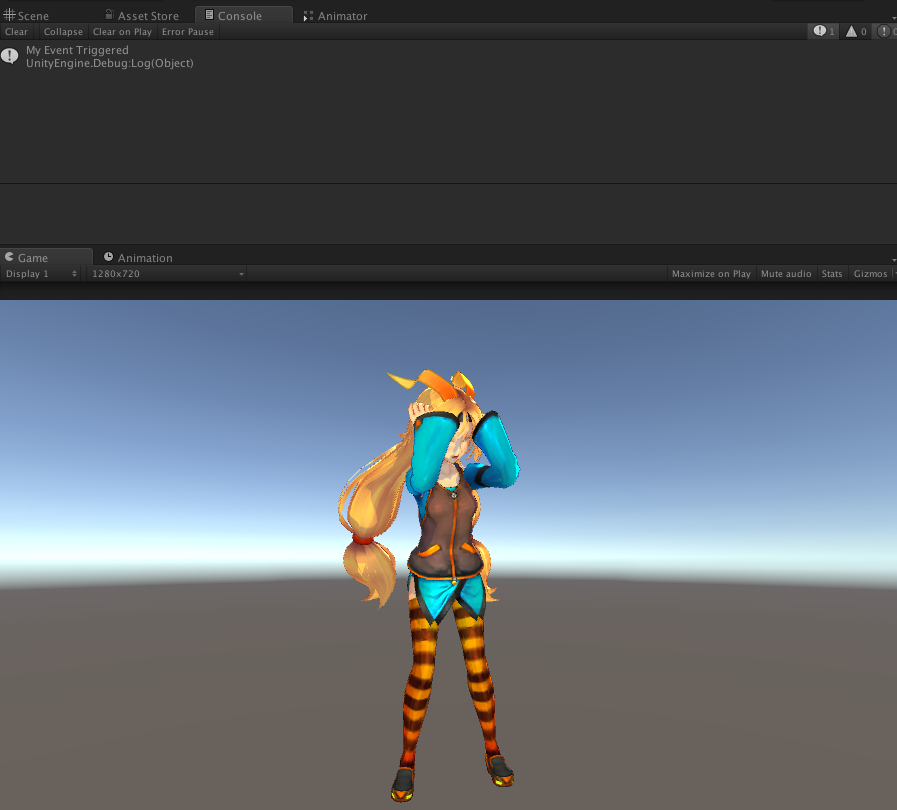 Scene Asset Store Console Animator
Clear Collapse Clear on Play Error Pause 1 0 0
My Event Triggered
UnityEngine.Debug:Log(Object)
Game Animation
Display 1 1280x720 Maximize on Play Mute audio Stats Gizmos